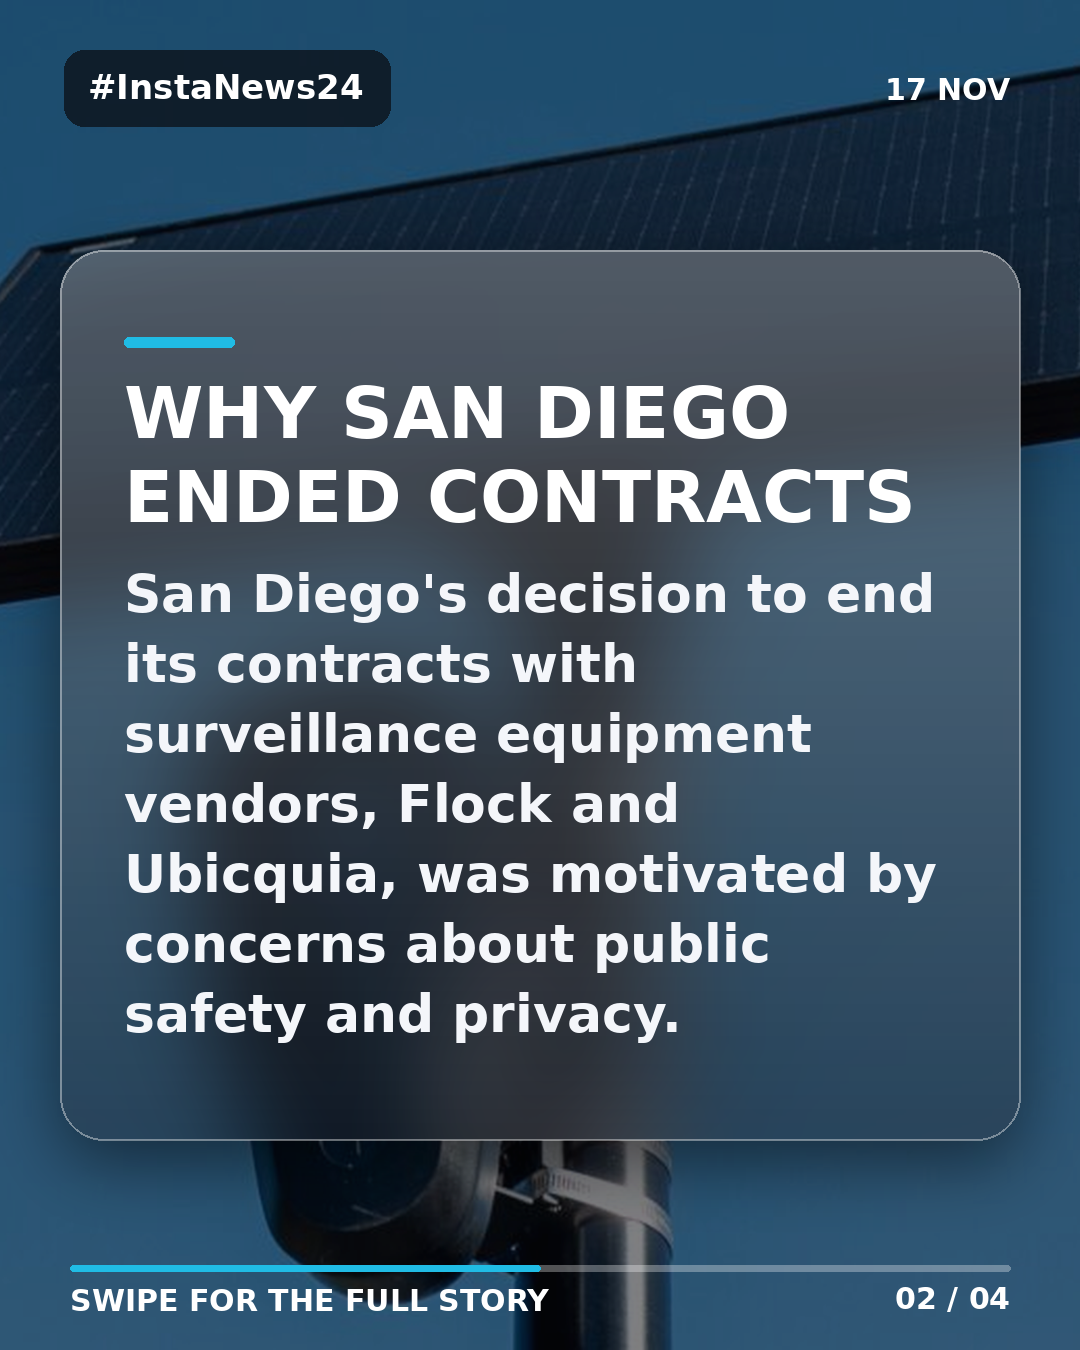 #InstaNews24
17 NOV
WHY SAN DIEGO
ENDED CONTRACTS
San Diego's decision to end
its contracts with
surveillance equipment
vendors, Flock and
Ubicquia, was motivated by
concerns about public
safety and privacy.
SWIPE FOR THE FULL STORY
02 / 04